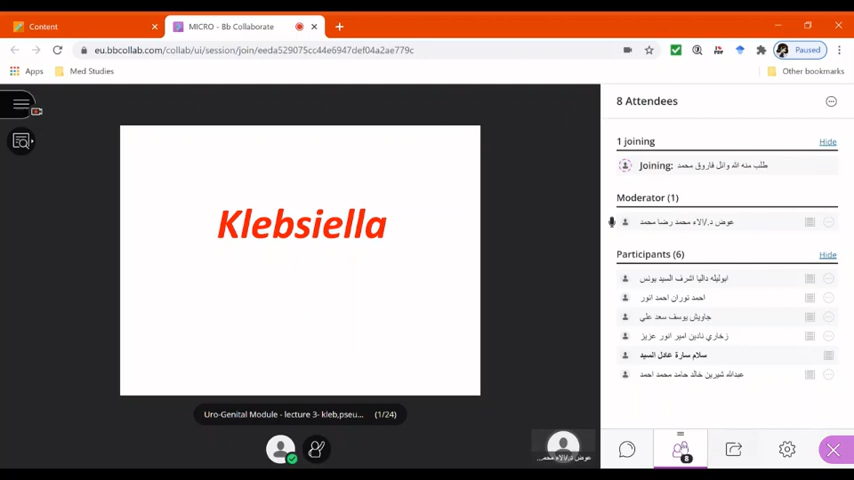 Content
MICRO - Bb Collaborate
eu.bbcollab.com/collab/ui/session/join/eeda529075cc44e6947def04a2ae779c
Paused
Apps
Med Studies
Other bookmarks
8 Attendees
1 joining
Hide
Joining: طلب منه الله وائل فاروق محمد
Moderator (1)
عوض د./الاء محمد رضا محمد
Participants (6)
Hide
ابوليله داليا اشرف السيد يونس
احمد نوران احمد انور
جاويش يوسف سعد علي
زخاري نادين امير انور عزيز
سلام سارة عادل السيد
عبدالله شيرين خالد حامد محمد احمد
Klebsiella
Uro-Genital Module - lecture 3- kleb,pseu... (1/24)
عوض د./الاء محم...
8